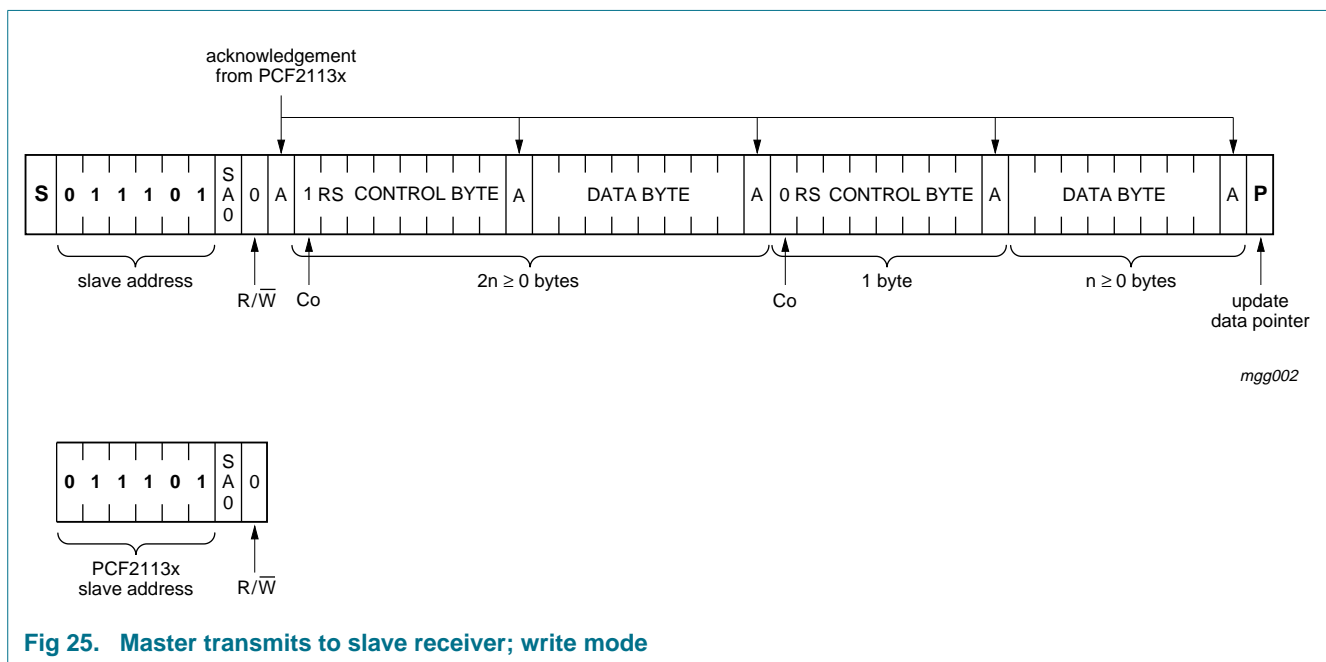 acknowledgement
from PCF2113x
S 0 1 1 1 0 1 SA0 0 A 1 RS CONTROL BYTE A DATA BYTE A 0 RS CONTROL BYTE A DATA BYTE A P
slave address
R/W̅
Co
2n ≥ 0 bytes
Co
1 byte
n ≥ 0 bytes
update
data pointer
mgg002
0 1 1 1 0 1 SA0 0
PCF2113x
slave address
R/W̅
Fig 25. Master transmits to slave receiver; write mode